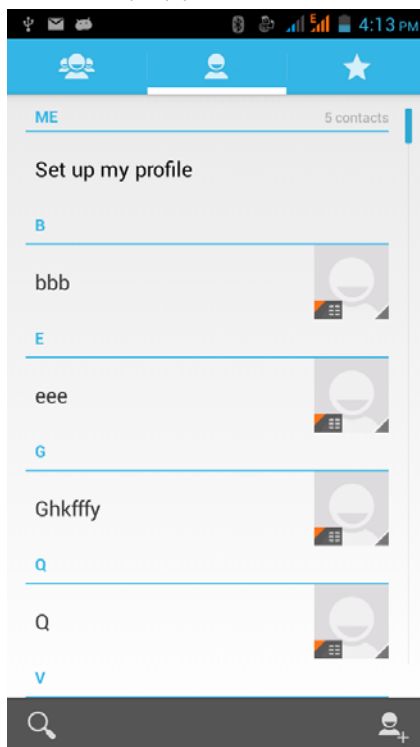 4:13 PM
ME 5 contacts
Set up my profile
B
bbb
E
eee
G
Ghkfffy
Q
Q
V